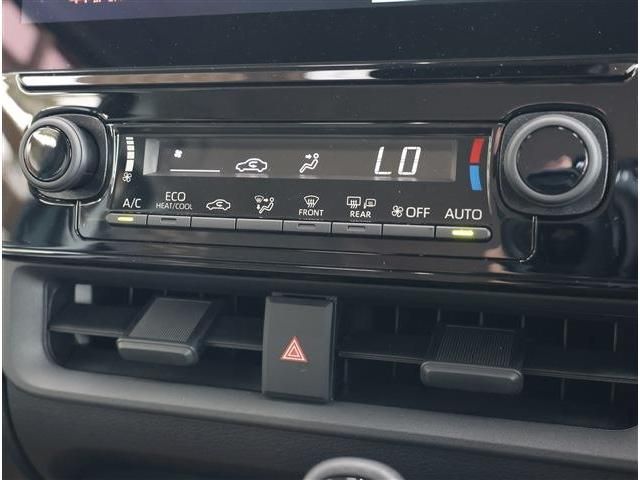 LO
A/C
ECO
HEAT/COOL
FRONT
REAR
OFF
AUTO